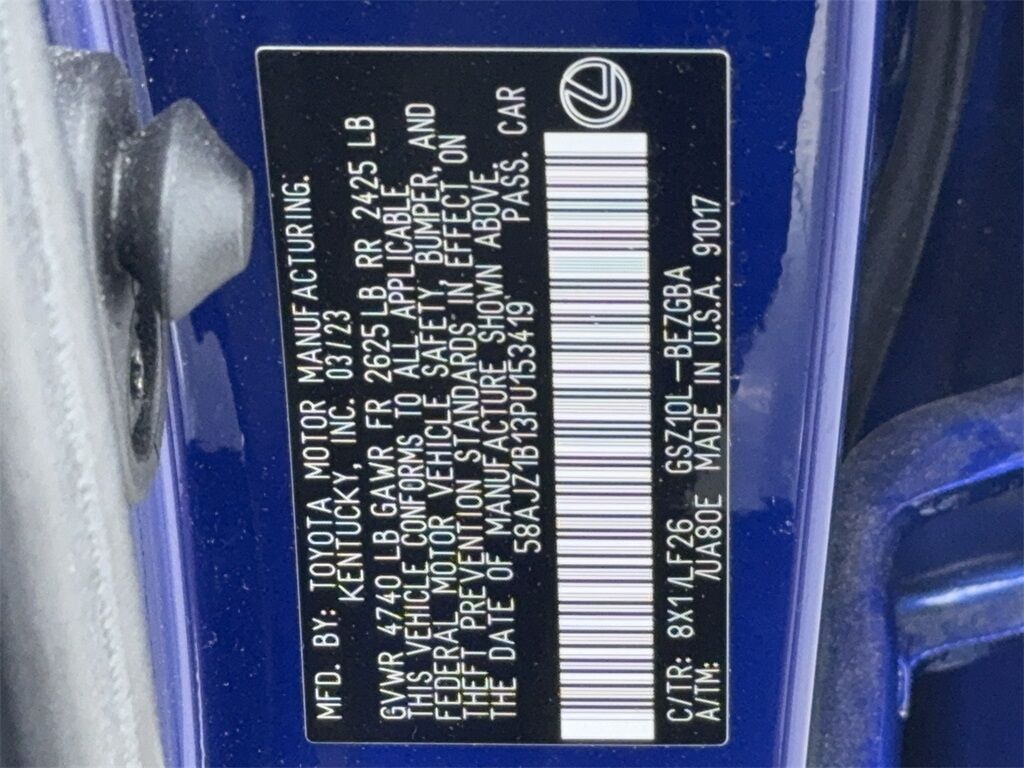 MFD. BY: TOYOTA MOTOR MANUFACTURING.
KENTUCKY, INC. 03/23
GVWR 4740 LB GAWR FR 2625 LB RR 2425 LB
THIS VEHICLE CONFORMS TO ALL APPLICABLE
FEDERAL MOTOR VEHICLE SAFETY, BUMPER, AND
THEFT PREVENTION STANDARDS IN EFFECT ON
THE DATE OF MANUFACTURE SHOWN ABOVE.
58AJZ1B13PU153419 PASS. CAR
C/TR: 8X1/LF26 GSZ10L-BEZGBA
A/TM: /UA80E MADE IN U.S.A. 91017